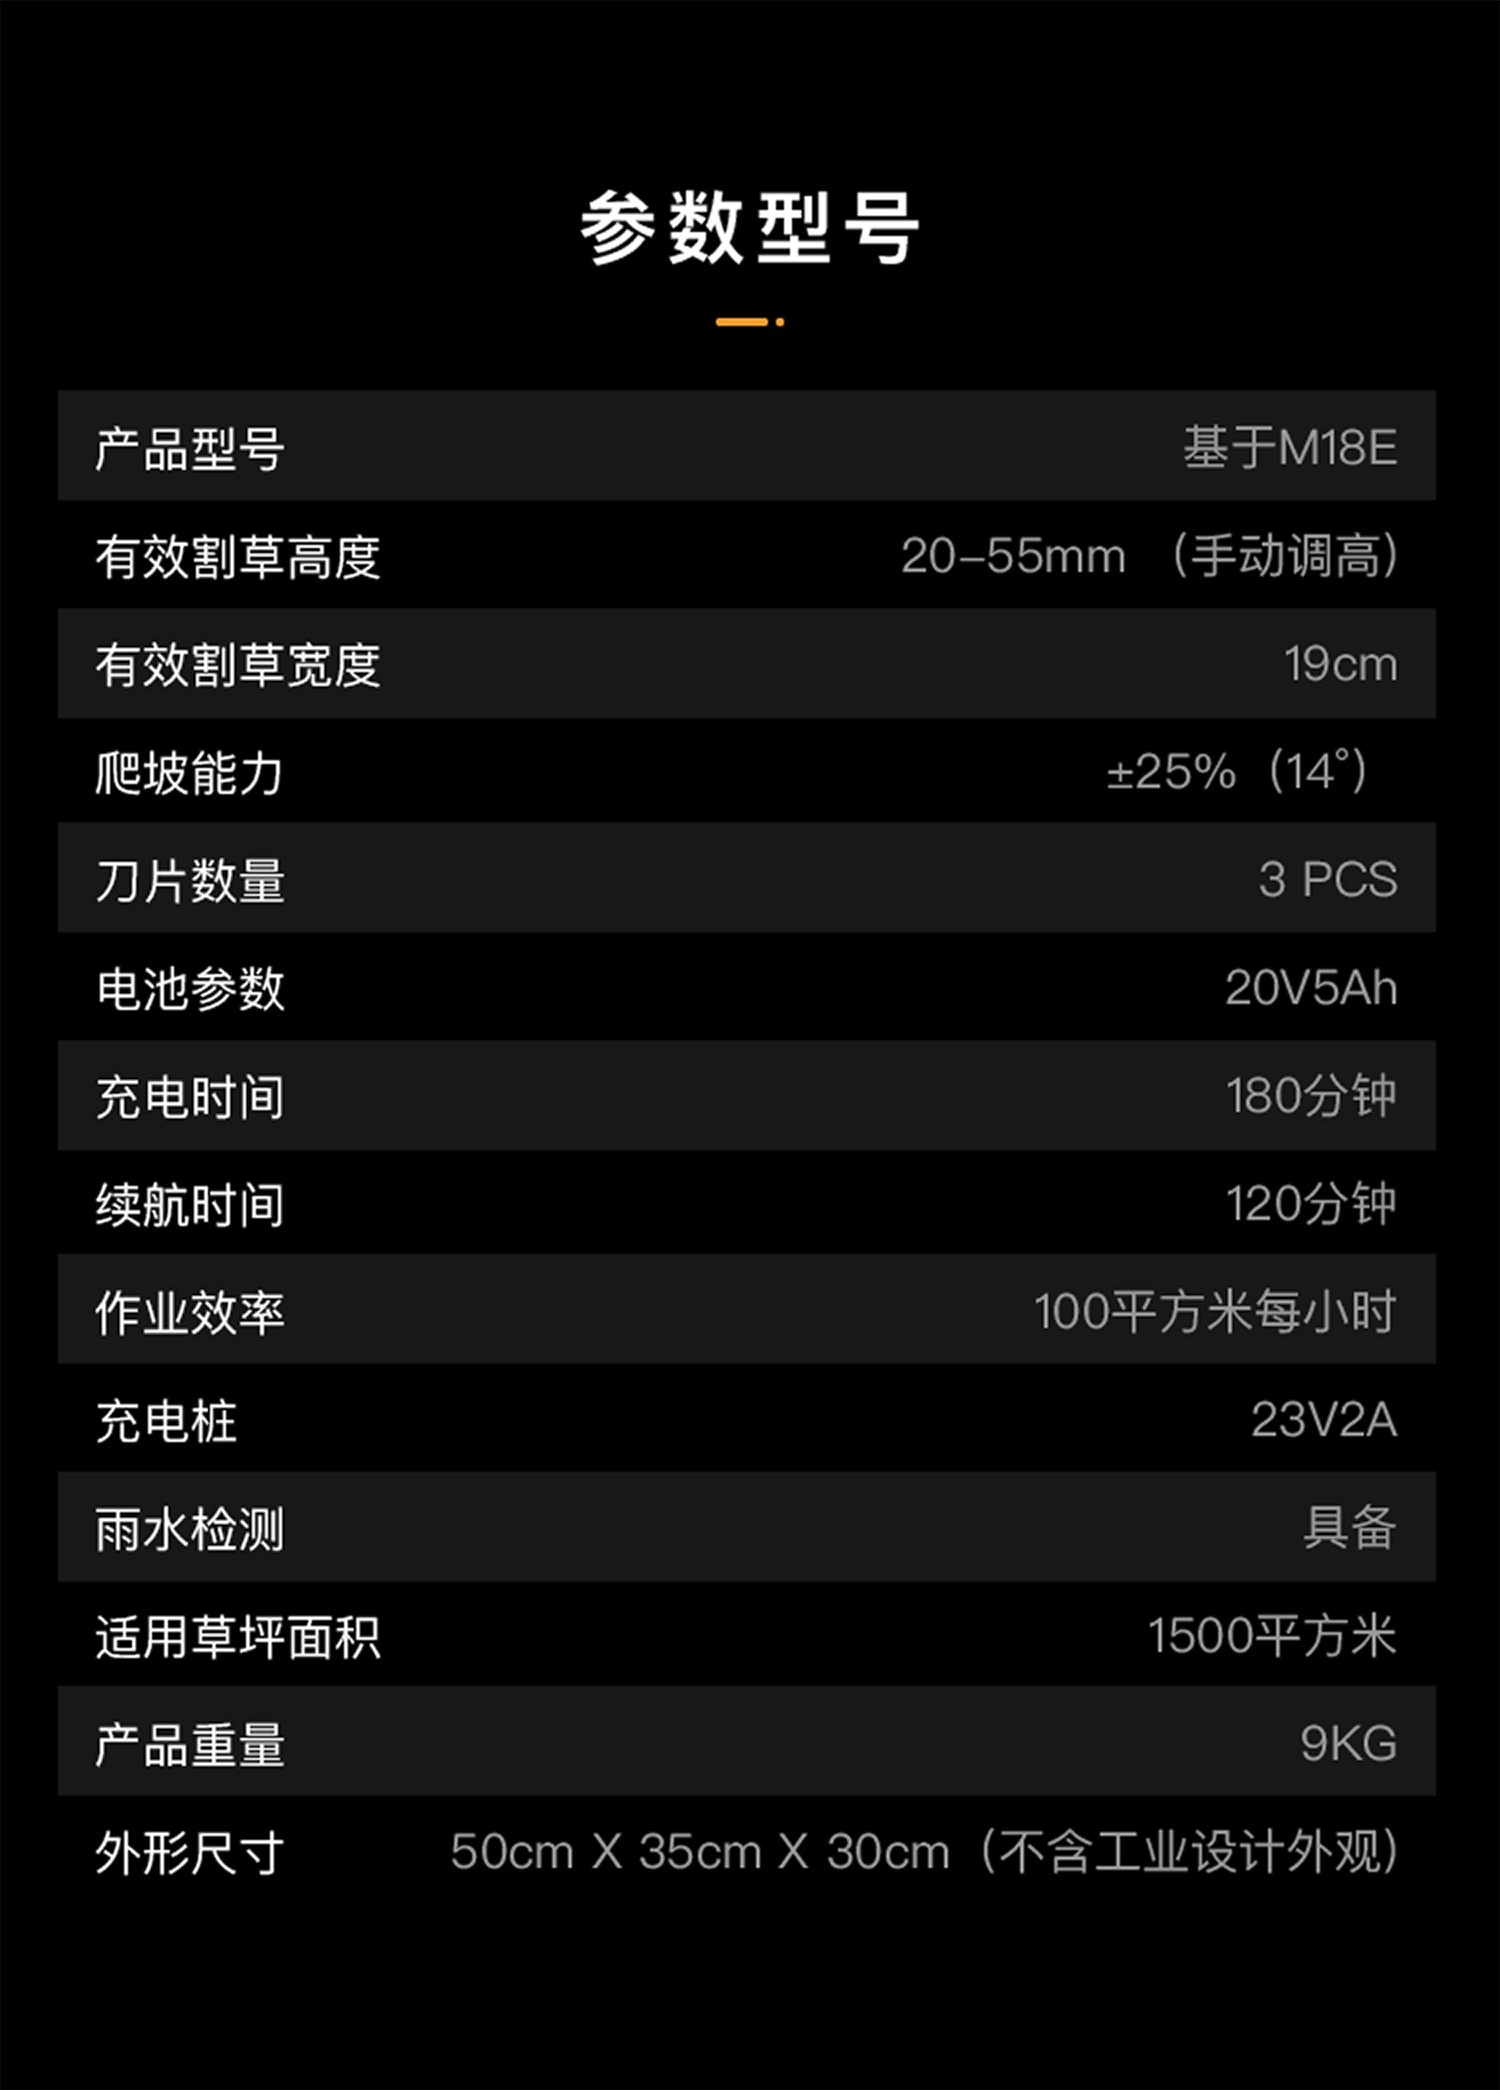 参数型号
产品型号 基于M18E
有效割草高度 20–55mm （手动调高）
有效割草宽度 19cm
爬坡能力 ±25%（14°）
刀片数量 3 PCS
电池参数 20V5Ah
充电时间 180分钟
续航时间 120分钟
作业效率 100平方米每小时
充电桩 23V2A
雨水检测 具备
适用草坪面积 1500平方米
产品重量 9KG
外形尺寸 50cm X 35cm X 30cm（不含工业设计外观）